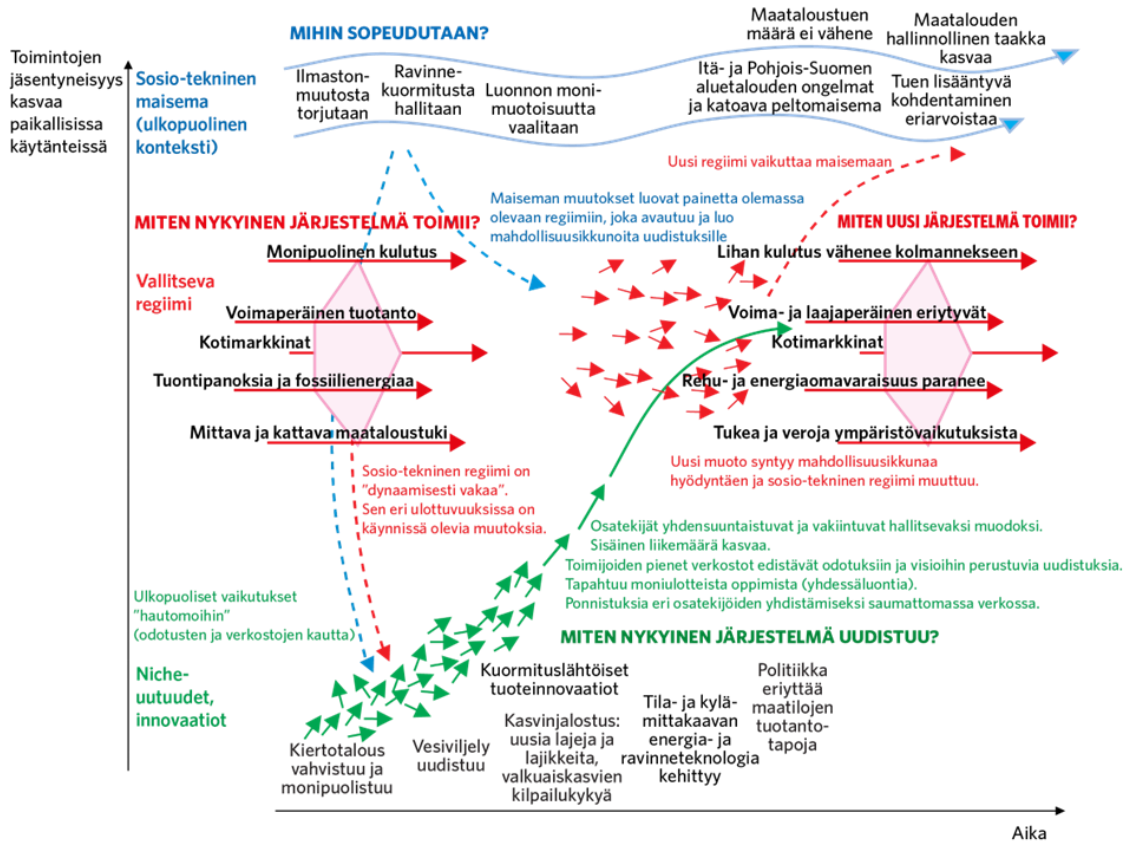 Toimintojen
jäsentyneisyys
kasvaa
paikallisissa
käytänteissä
Sosio-tekninen
maisema
(ulkopuolinen
konteksti)
MIHIN SOPEUDUTAAN?
Ilmaston-
muutosta
torjutaan
Ravinne-
kuormitusta
hallitaan
Luonnon moni-
muotoisuutta
vaalitaan
Maataloustuen
määrä ei vähene
Itä- ja Pohjois-Suomen
aluetalouden ongelmat
ja katoava peltomaisema
Maatalouden
hallinnollinen taakka
kasvaa
Tuen lisääntyvä
kohdentaminen
eriarvoistaa
Uusi regiimi vaikuttaa maisemaan
Maiseman muutokset luovat painetta olemassa
olevaan regiimiin, joka avautuu ja luo
mahdollisuusikkunoita uudistuksille
MITEN NYKYINEN JÄRJESTELMÄ TOIMII?
Vallitseva
regiimi
Monipuolinen kulutus
Voimaperäinen tuotanto
Kotimarkkinat
Tuontipanoksia ja fossiilienergiaa
Mittava ja kattava maataloustuki
MITEN UUSI JÄRJESTELMÄ TOIMII?
Lihan kulutus vähenee kolmannekseen
Voima- ja laajaperäinen eriytyvät
Kotimarkkinat
Rehu- ja energiaomavaraisuus paranee
Tukea ja veroja ympäristövaikutuksista
Sosio-tekninen regiimi on
"dynaamisesti vakaa".
Sen eri ulottuvuuksissa on
käynnissä olevia muutoksia.
Uusi muoto syntyy mahdollisuusikkunaa
hyödyntäen ja sosio-tekninen regiimi muuttuu.
Osatekijät yhdensuuntaistuvat ja vakiintuvat hallitsevaksi muodoksi.
Sisäinen liikemäärä kasvaa.
Toimijoiden pienet verkostot edistävät odotuksiin ja visioihin perustuvia uudistuksia.
Tapahtuu moniulotteista oppimista (yhdessäluontia).
Ponnistuksia eri osatekijöiden yhdistämiseksi saumattomassa verkossa.
Ulkopuoliset vaikutukset
"hautomoihin"
(odotusten ja verkostojen kautta)
MITEN NYKYINEN JÄRJESTELMÄ UUDISTUU?
Niche-
uutuudet,
innovaatiot
Kiertotalous
vahvistuu ja
monipuolistuu
Vesiviljely
uudistuu
Kuormituslähtöiset
tuoteinnovaatiot
Kasvinjalostus:
uusia lajeja ja
lajikkeita,
valkuaiskasvien
kilpailukykyä
Tila- ja kylä-
mittakaavan
energia- ja
ravinneteknologia
kehittyy
Politiikka
eriyttää
maatilojen
tuotanto-
tapoja
Aika